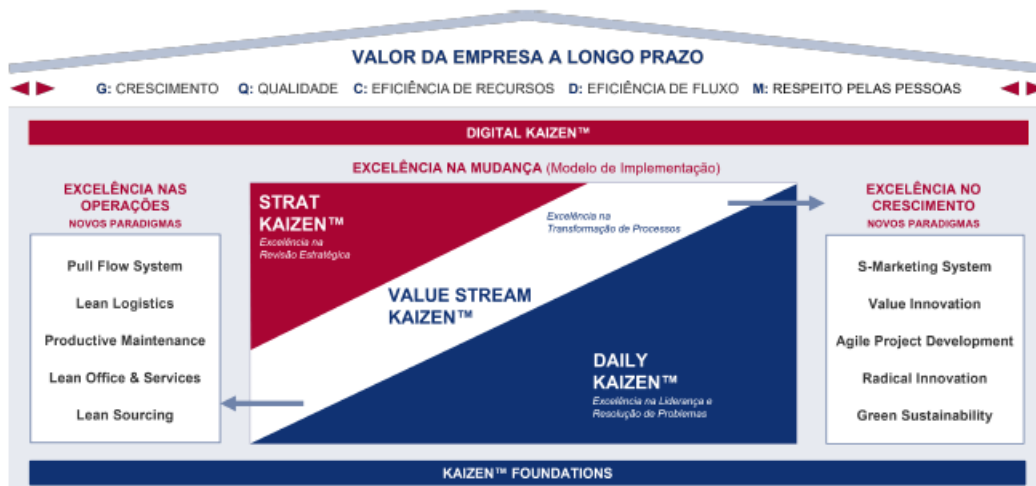 VALOR DA EMPRESA A LONGO PRAZO
G: CRESCIMENTO Q: QUALIDADE C: EFICIÊNCIA DE RECURSOS D: EFICIÊNCIA DE FLUXO M: RESPEITO PELAS PESSOAS
DIGITAL KAIZEN™
EXCELÊNCIA NA MUDANÇA (Modelo de Implementação)
EXCELÊNCIA NAS
OPERAÇÕES
NOVOS PARADIGMAS
Pull Flow System
Lean Logistics
Productive Maintenance
Lean Office & Services
Lean Sourcing
STRAT
KAIZEN™
Excelência na
Revisão Estratégica
Excelência na
Transformação de Processos
VALUE STREAM
KAIZEN™
DAILY
KAIZEN™
Excelência na Liderança e
Resolução de Problemas
EXCELÊNCIA NO
CRESCIMENTO
NOVOS PARADIGMAS
S-Marketing System
Value Innovation
Agile Project Development
Radical Innovation
Green Sustainability
KAIZEN™ FOUNDATIONS